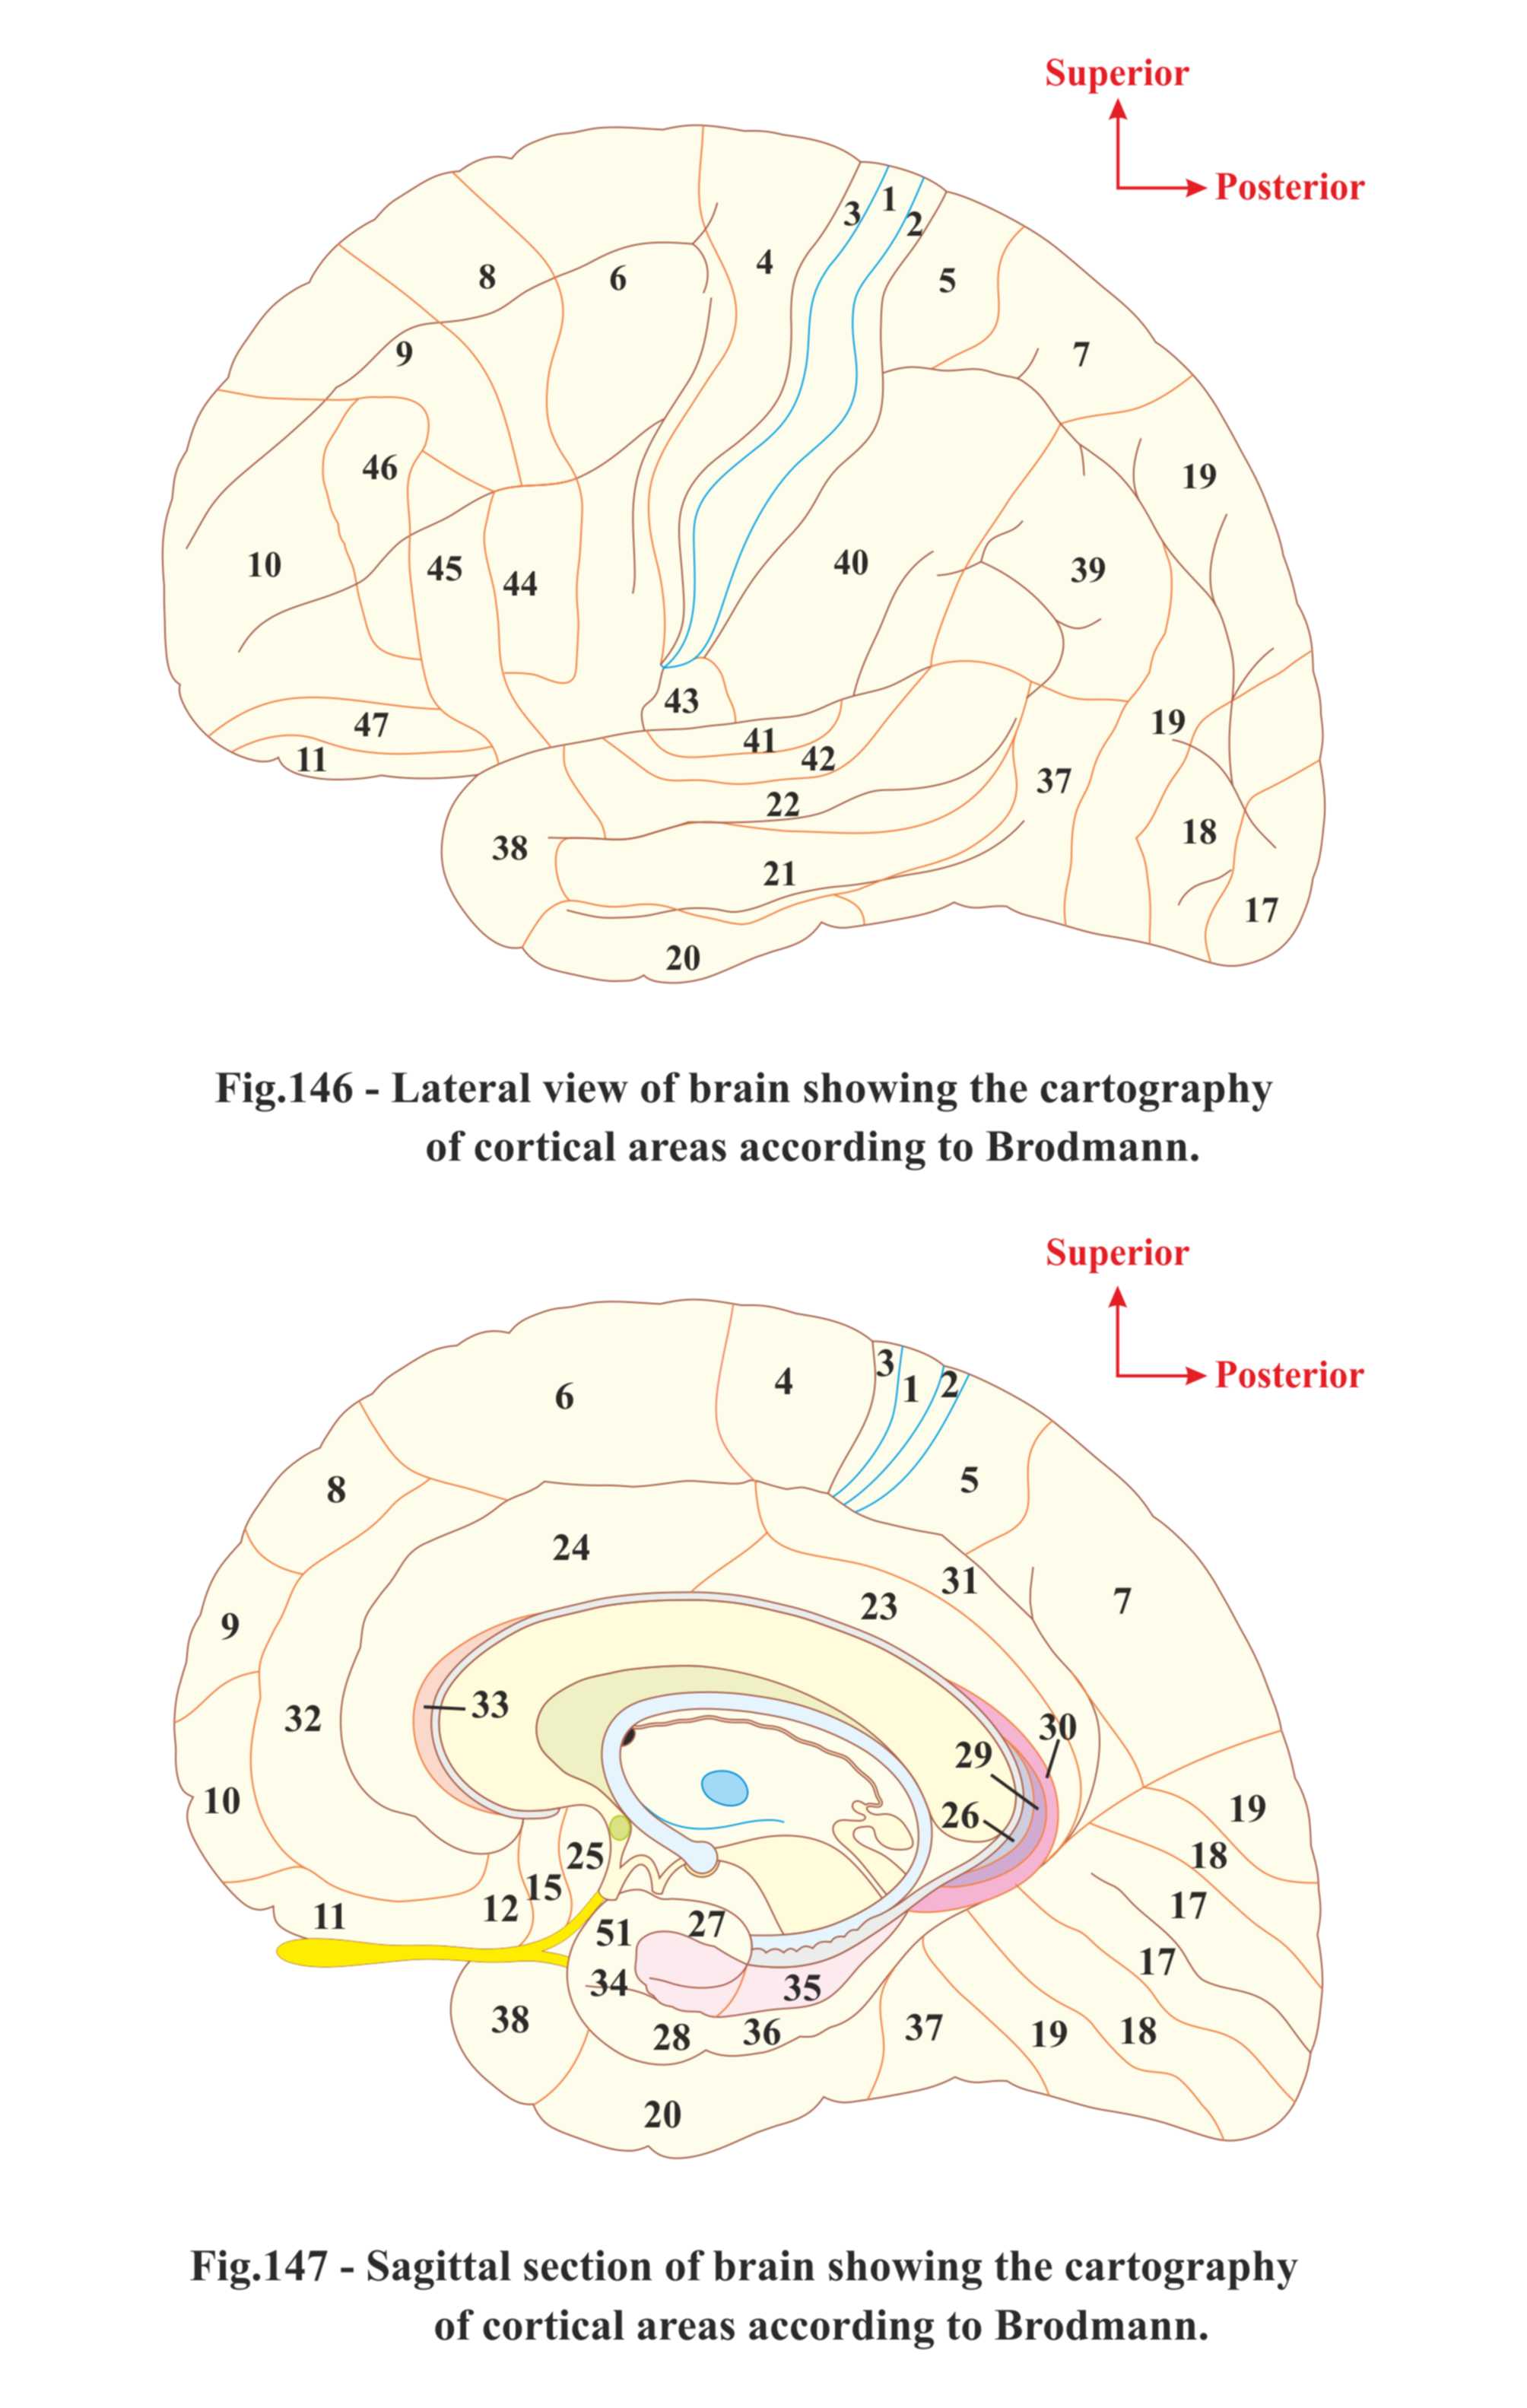 Superior
Posterior
3 1 2
4
8 6 5
9 7
46 19
10 45 44 40 39
43
47 41 19
11 42
22 37
38 18
21
17
20
Fig.146 - Lateral view of brain showing the cartography
of cortical areas according to Brodmann.
Superior
Posterior
3 1 2
6 4
8 5
24
31
9 23 7
32 33
30
29
10 26 19
25 18
15
12 17
11 51 27
17
34 35
38 28 36 37 19 18
20
Fig.147 - Sagittal section of brain showing the cartography
of cortical areas according to Brodmann.